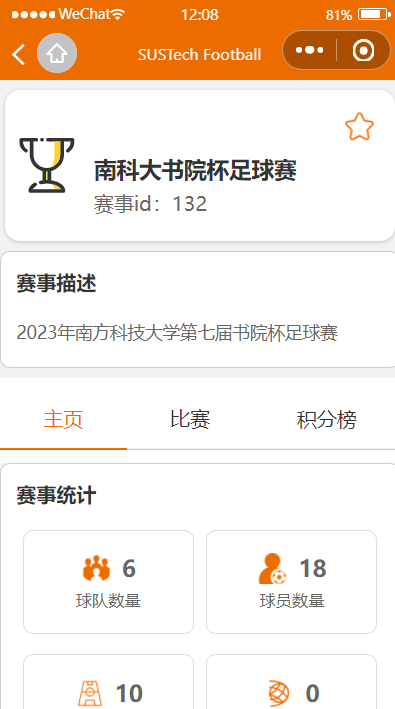 WeChat 12:08 81%
SUSTech Football
南科大书院杯足球赛
赛事id：132
赛事描述
2023年南方科技大学第七届书院杯足球赛
主页 比赛 积分榜
赛事统计
6 18
球队数量 球员数量
10 0